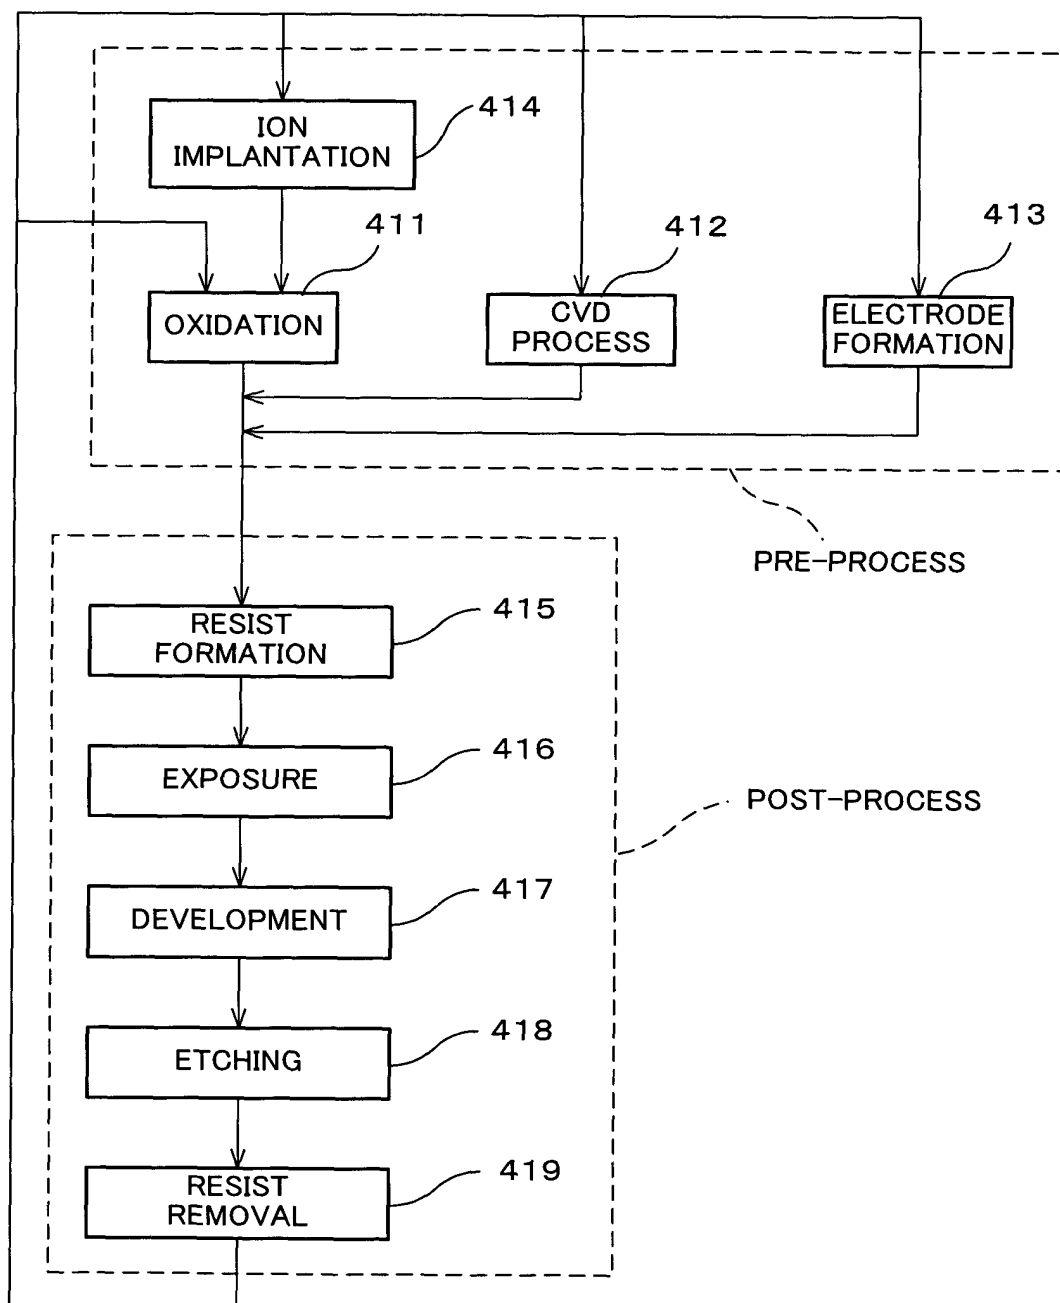 ION
IMPLANTATION
414
411
412
413
OXIDATION
CVD
PROCESS
ELECTRODE
FORMATION
PRE-PROCESS
RESIST
FORMATION
415
EXPOSURE
416
POST-PROCESS
DEVELOPMENT
417
ETCHING
418
RESIST
REMOVAL
419